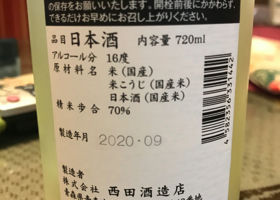 の保存をお願いいたします。開栓前後にかかわらず、
できるだけお早めにお召し上がりください。
品目 日本酒 内容量 720ml
アルコール分 16度
原材料名 米(国産)
米こうじ(国産米)
日本酒(国産)
精米歩合 70%
製造年月 2020・09
製造者
株式会社 西田酒造店
4582356331442